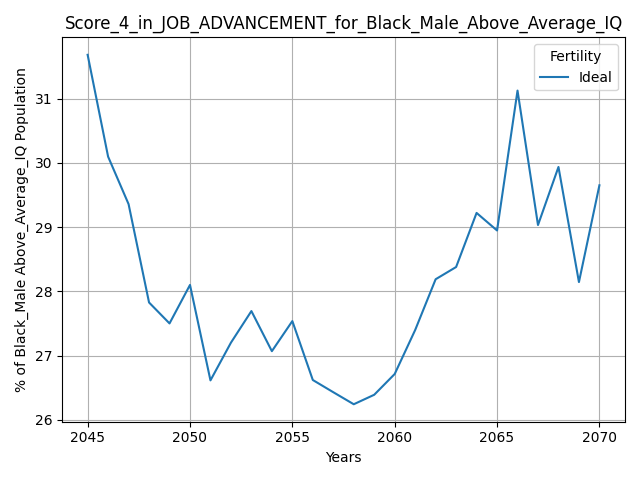 Score_4_in_JOB_ADVANCEMENT_for_Black_Male_Above_Average_IQ
Fertility
Ideal
% of Black_Male Above_Average_IQ Population
31
30
29
28
27
26
2045
2050
2055
2060
2065
2070
Years